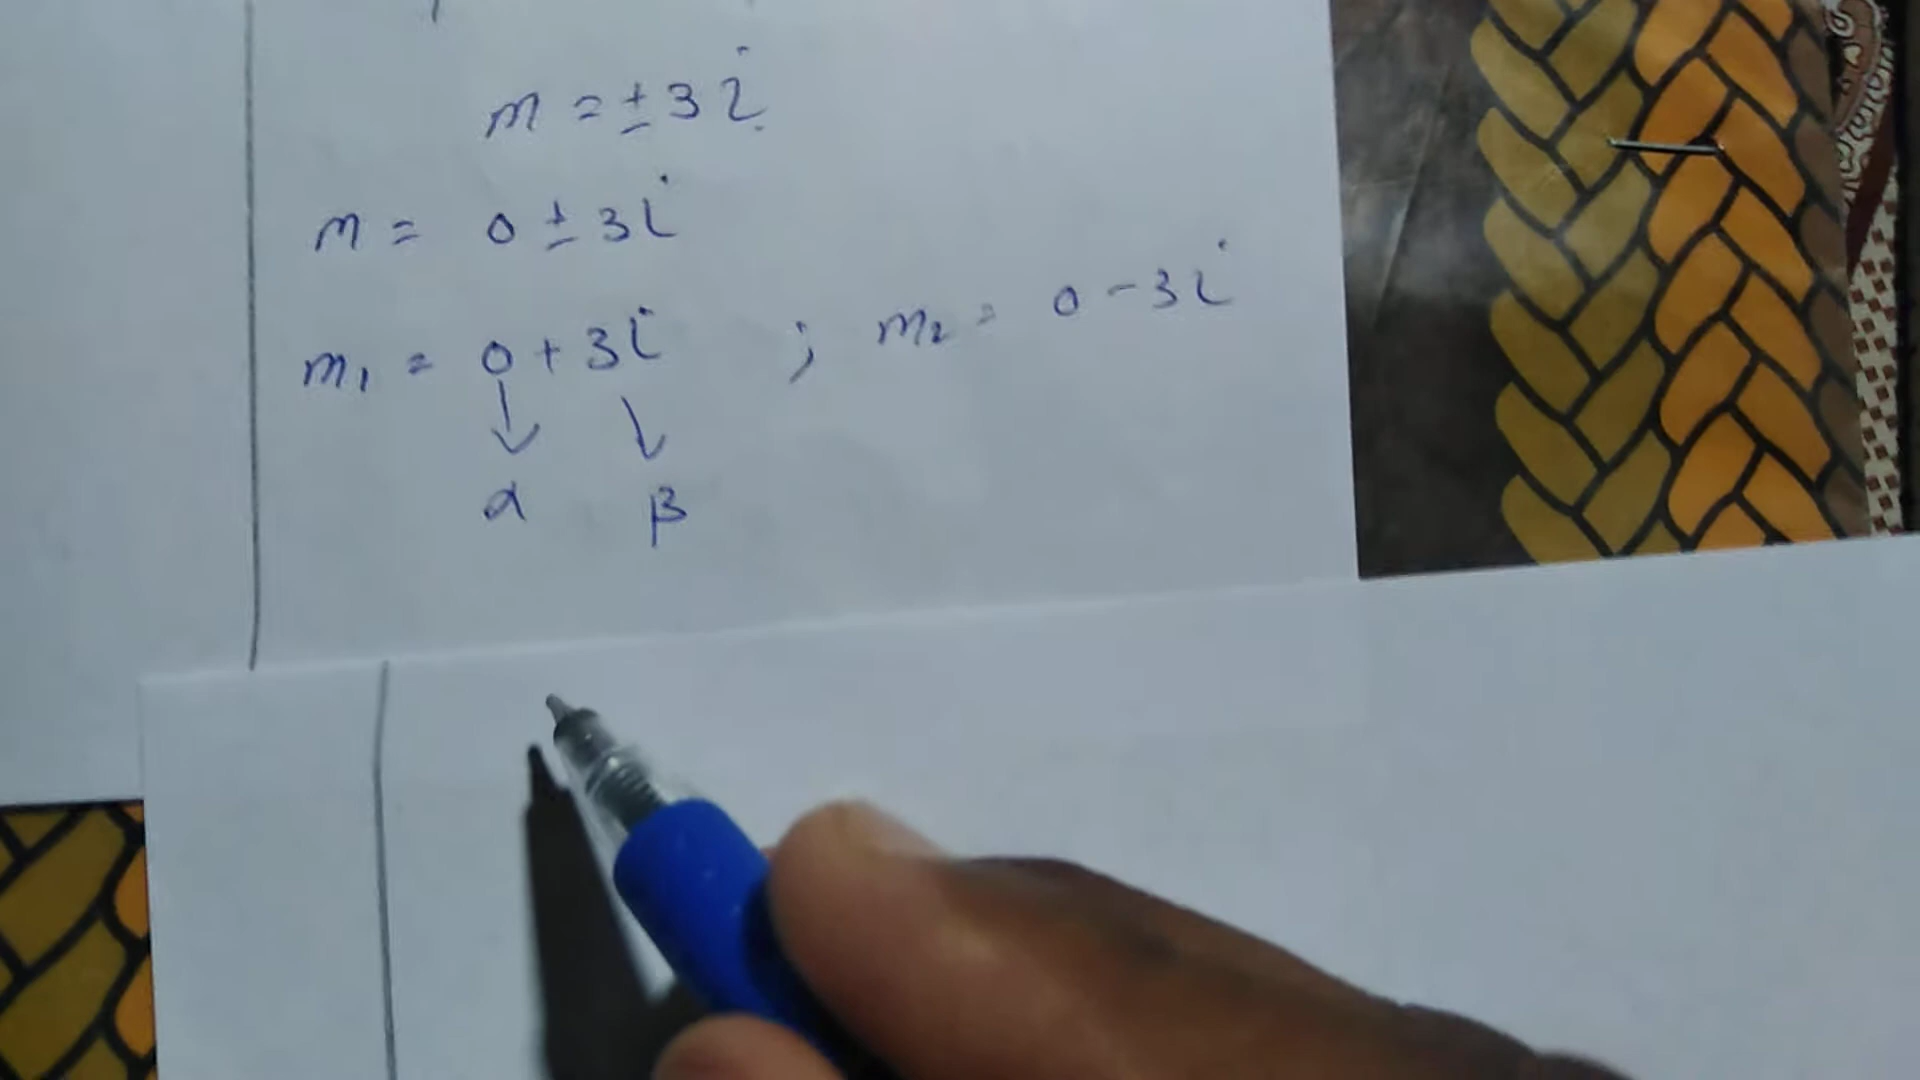 m = ± 3i
m = 0 ± 3i
m₁ = 0 + 3i ; m₂ = 0 - 3i
↓ ↓
α β